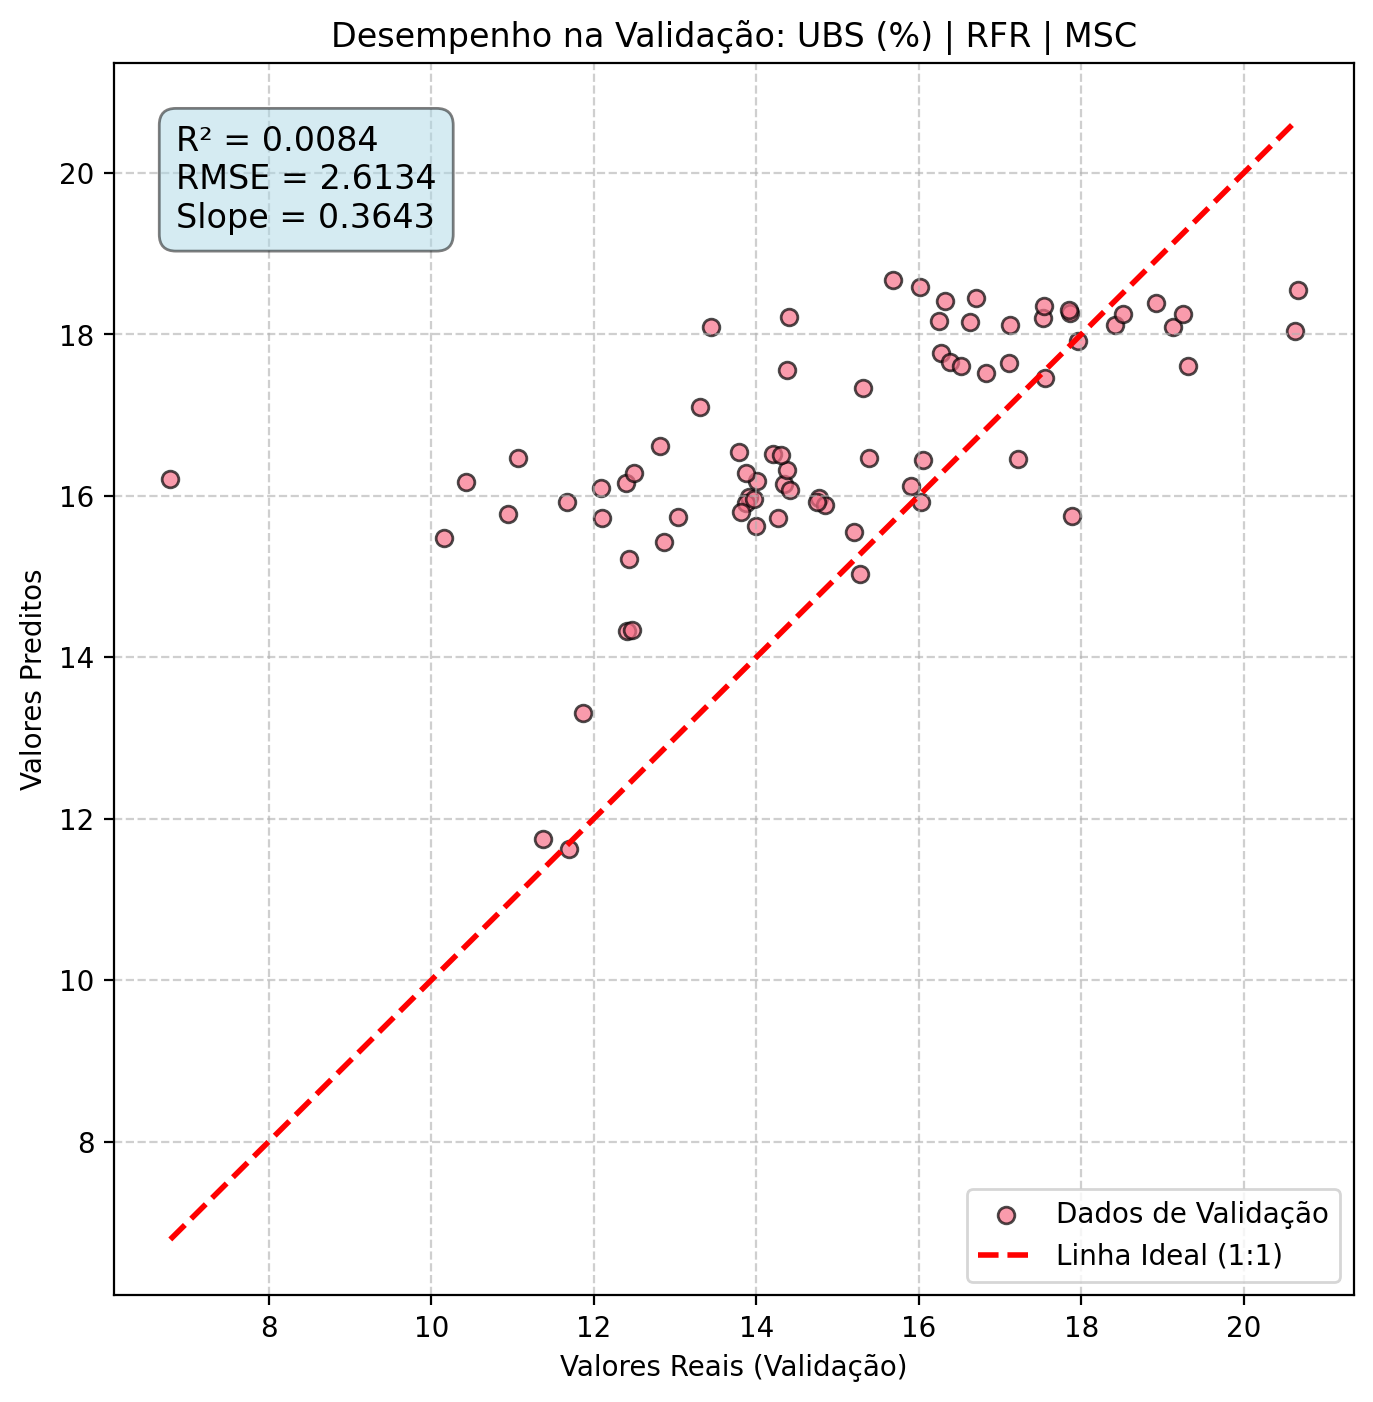 Desempenho na Validação: UBS (%) | RFR | MSC
R² = 0.0084
RMSE = 2.6134
Slope = 0.3643
20
18
16
14
12
10
8
Valores Preditos
Dados de Validação
Linha Ideal (1:1)
8 10 12 14 16 18 20
Valores Reais (Validação)